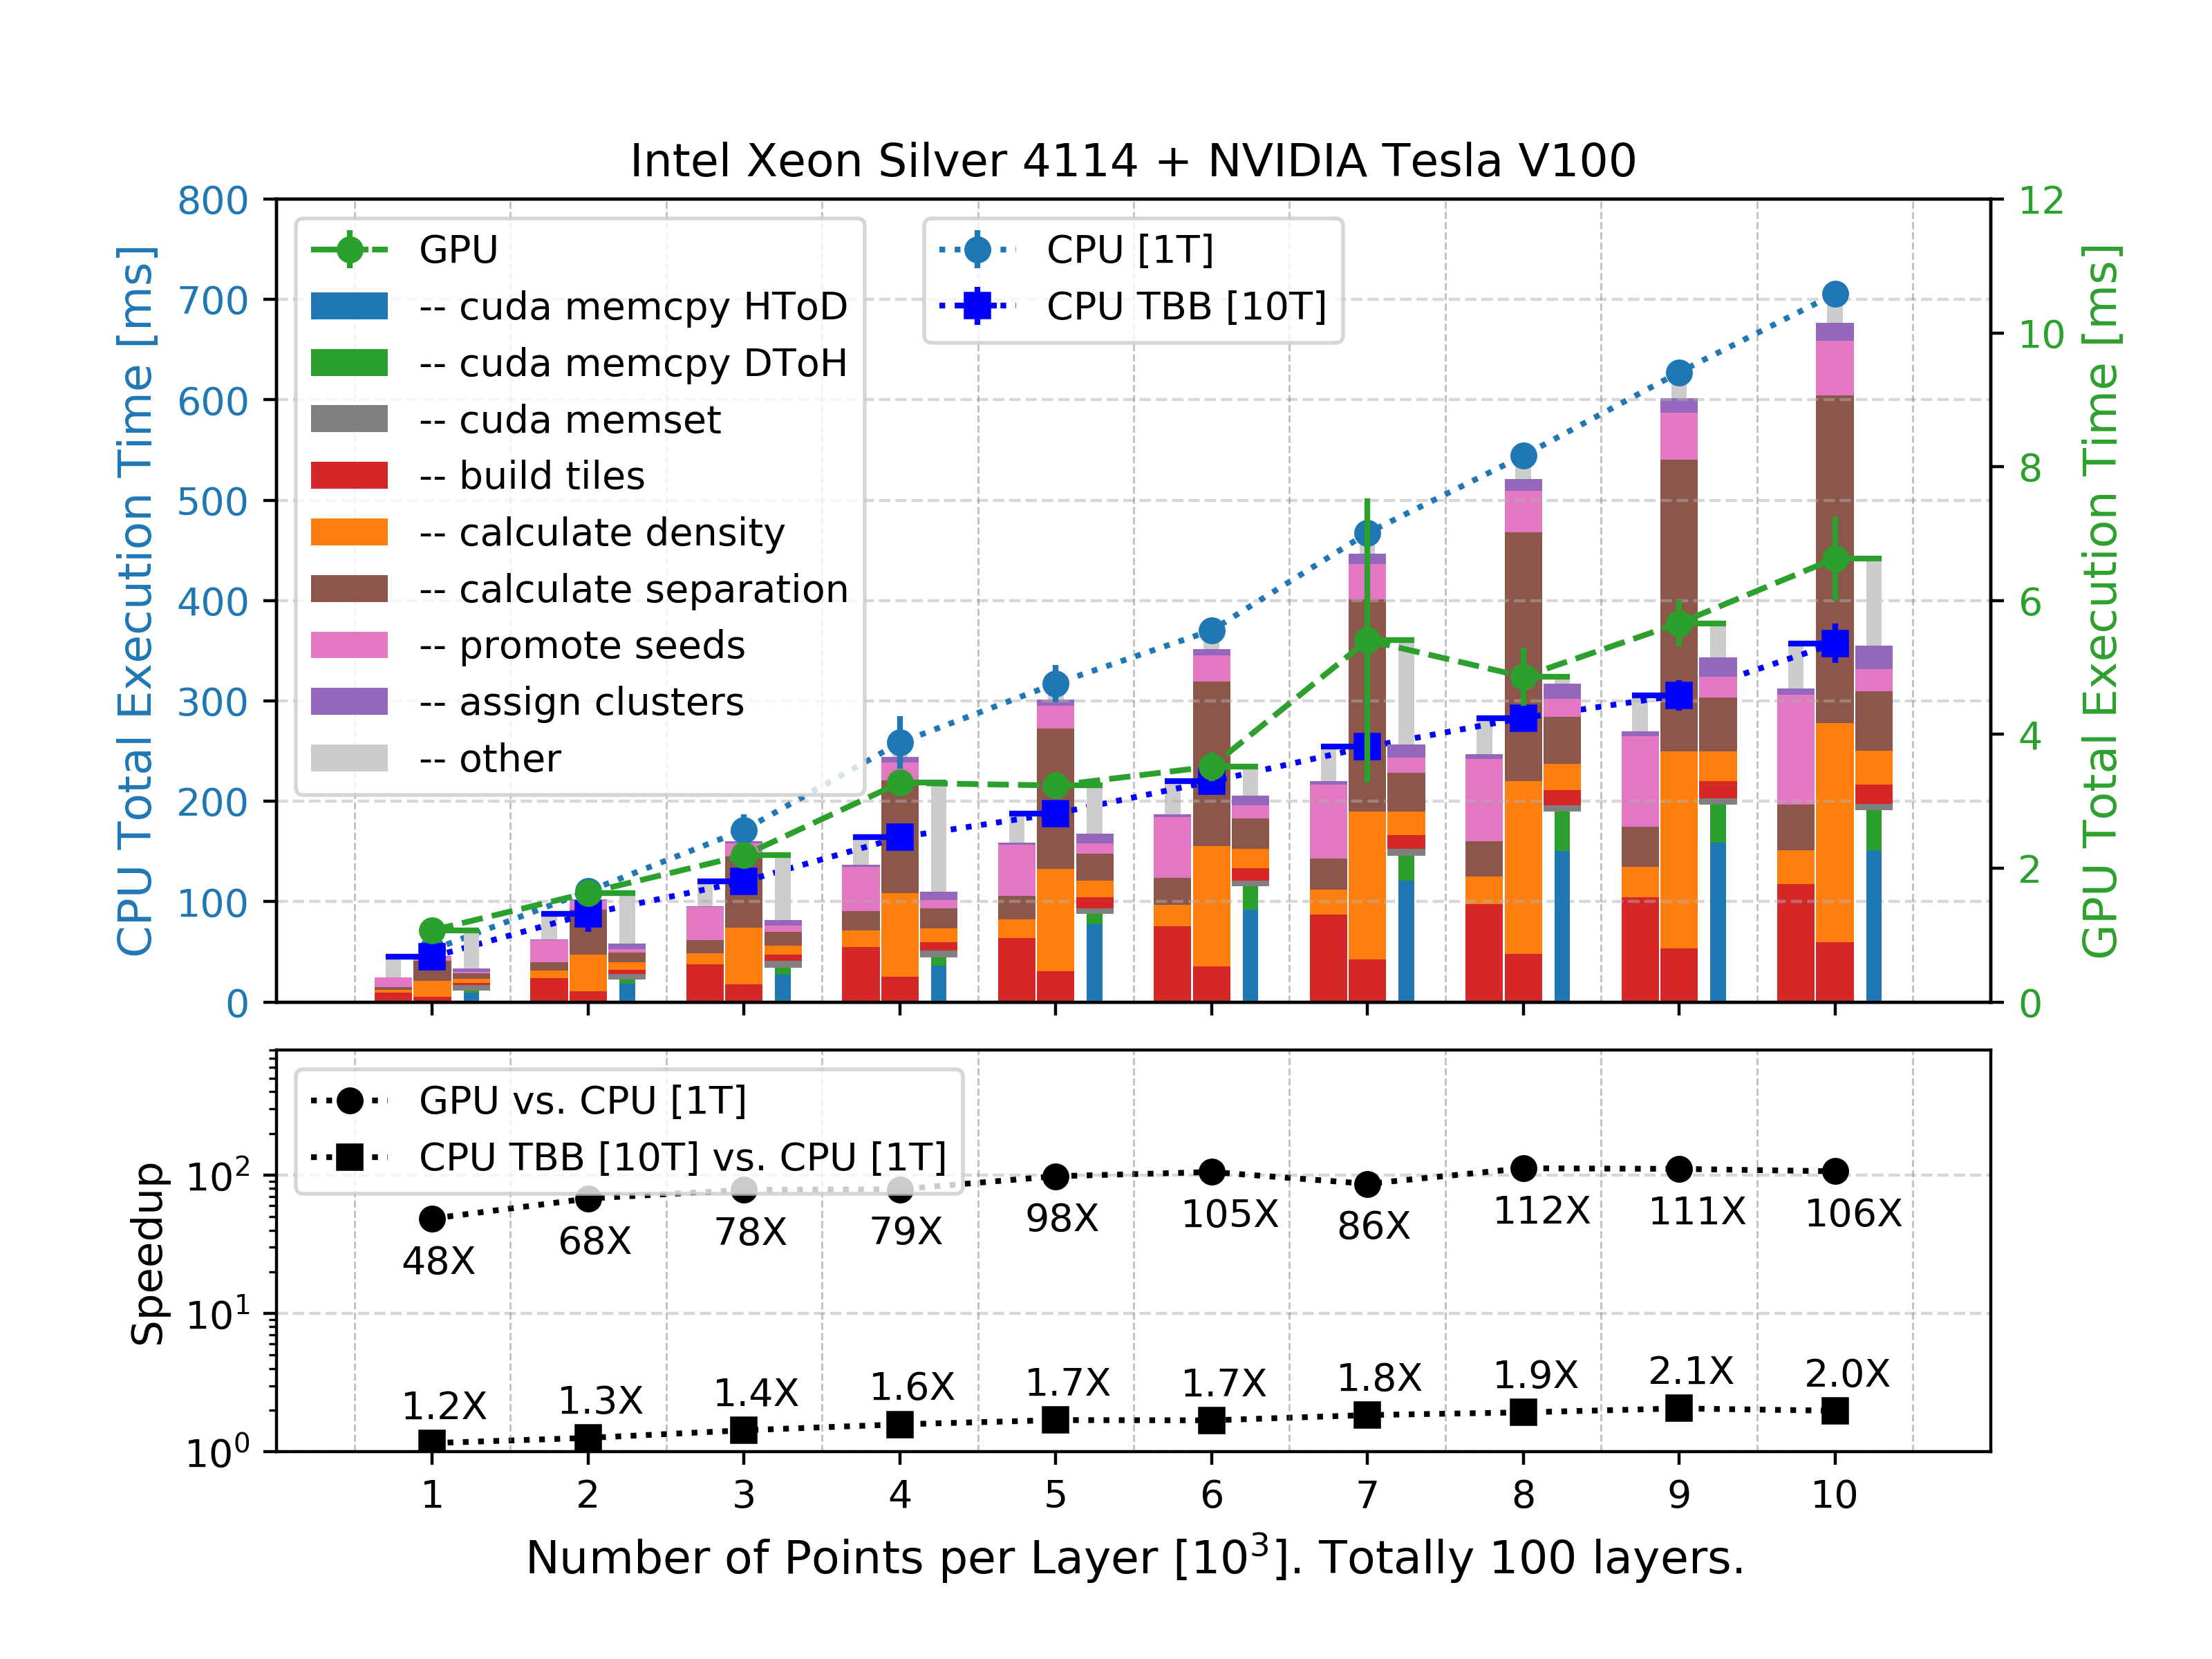 Intel Xeon Silver 4114 + NVIDIA Tesla V100
CPU Total Execution Time [ms]
800
700
600
500
400
300
200
100
0
GPU
-- cuda memcpy HToD
-- cuda memcpy DToH
-- cuda memset
-- build tiles
-- calculate density
-- calculate separation
-- promote seeds
-- assign clusters
-- other
CPU [1T]
CPU TBB [10T]
12
10
8
6
4
2
0
GPU Total Execution Time [ms]
Speedup
10²
10¹
10⁰
GPU vs. CPU [1T]
CPU TBB [10T] vs. CPU [1T]
48X 68X 78X 79X 98X 105X 86X 112X 111X 106X
1.2X 1.3X 1.4X 1.6X 1.7X 1.7X 1.8X 1.9X 2.1X 2.0X
1 2 3 4 5 6 7 8 9 10
Number of Points per Layer [10³]. Totally 100 layers.